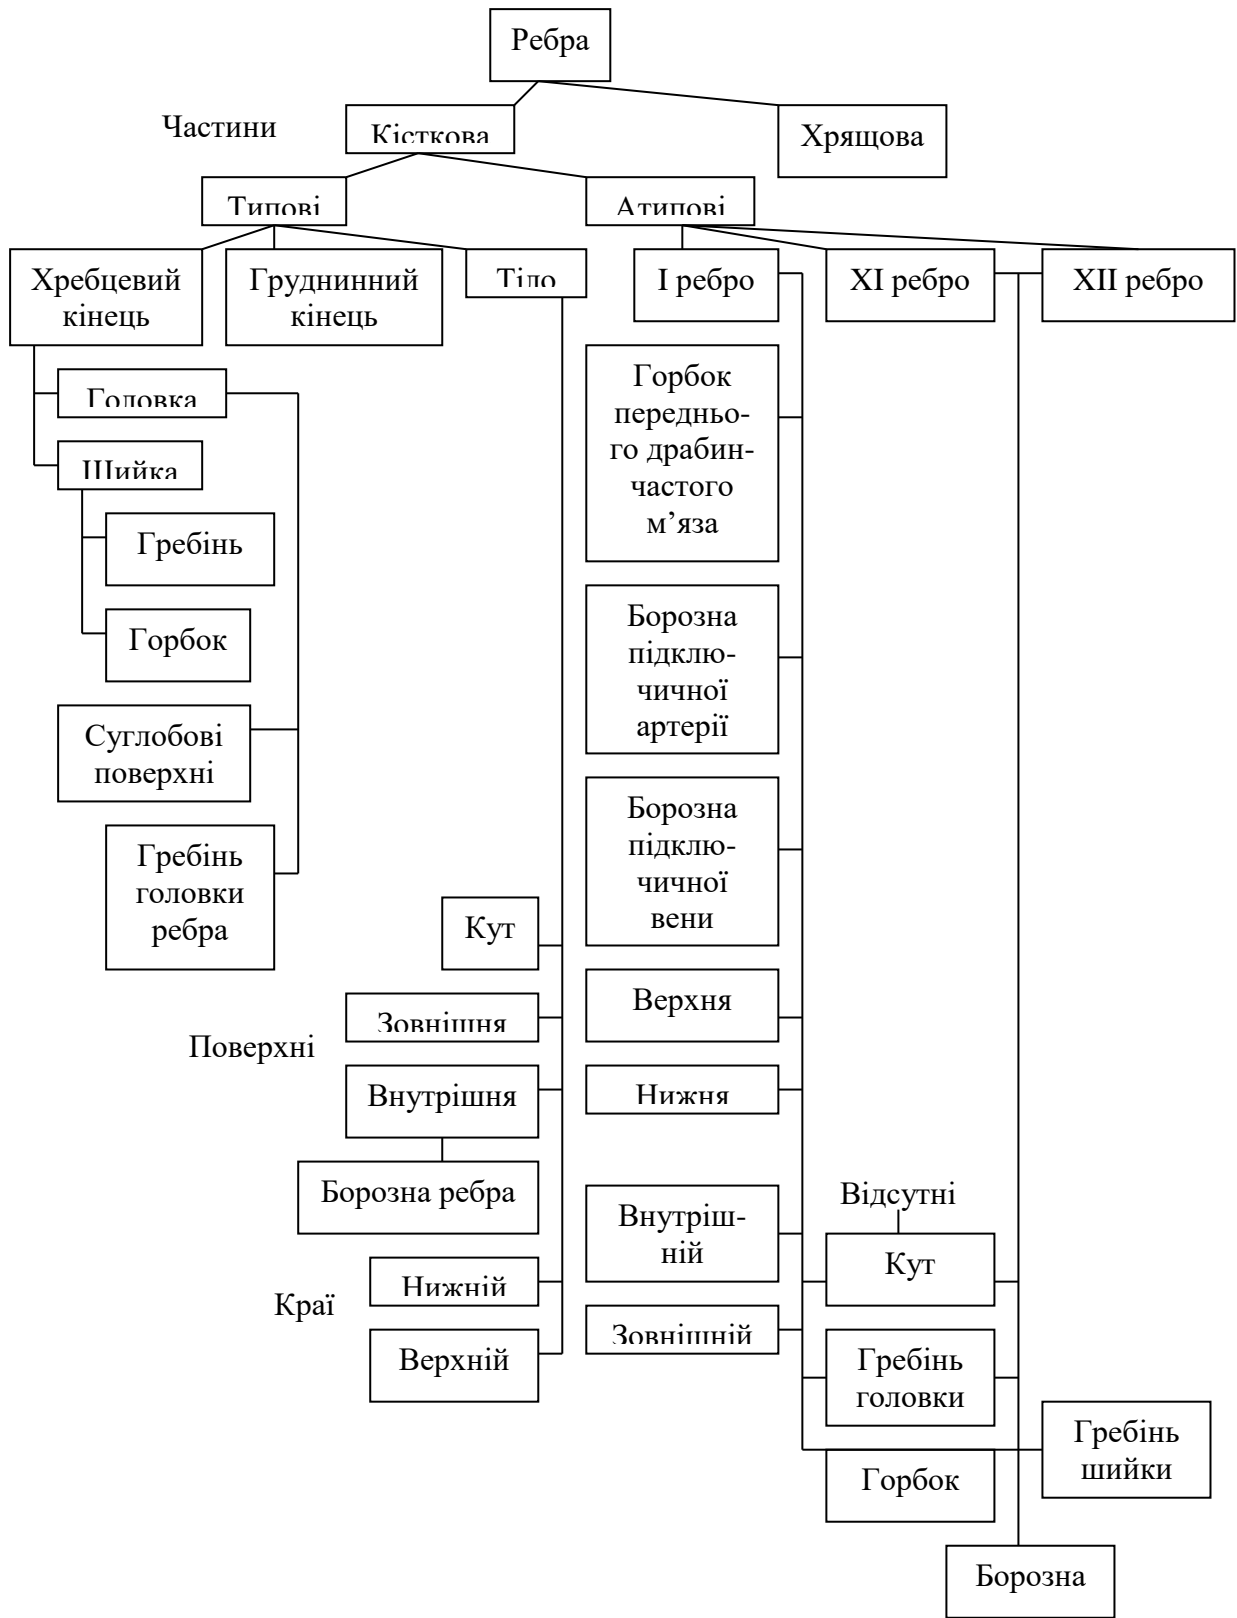 Ребра
Частини
Кісткова
Хрящова
Типові
Атипові
Хребцевий
кінець
Груднинний
кінець
Тіло
І ребро
ХІ ребро
ХІІ ребро
Головка
Шийка
Гребінь
Горбок
Суглобові
поверхні
Гребінь
головки
ребра
Горбок
передньо-
го драбин-
частого
м’яза
Борозна
підклю-
чичної
артерії
Борозна
підклю-
чичної
вени
Кут
Поверхні
Зовнішня
Внутрішня
Борозна ребра
Краї
Нижній
Верхній
Верхня
Нижня
Внутріш-
ній
Зовнішній
Відсутні
Кут
Гребінь
головки
Горбок
Гребінь
шийки
Борозна